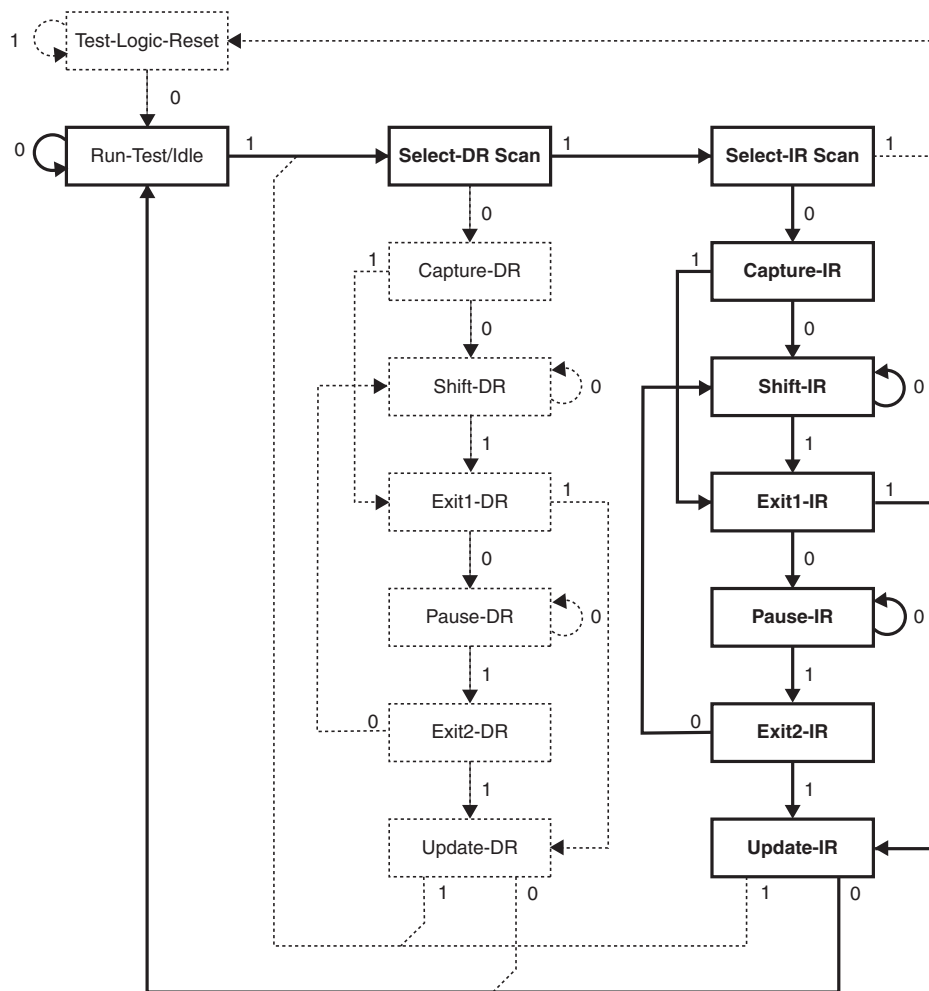 Test-Logic-Reset
1
0
0
Run-Test/Idle
1
Select-DR Scan
1
Select-IR Scan
1
0
0
1
Capture-DR
1
Capture-IR
0
0
Shift-DR
0
Shift-IR
0
1
1
Exit1-DR
1
Exit1-IR
1
0
0
Pause-DR
0
Pause-IR
0
1
1
0
Exit2-DR
0
Exit2-IR
1
1
Update-DR
Update-IR
1
0
1
0